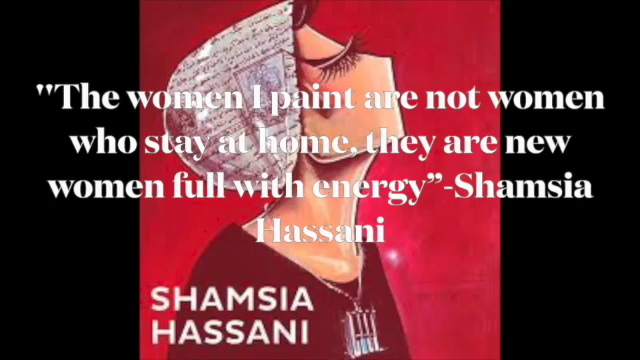 "The women I paint are not women
who stay at home, they are new
women full with energy”-Shamsia
Hassani
SHAMSIA
HASSANI